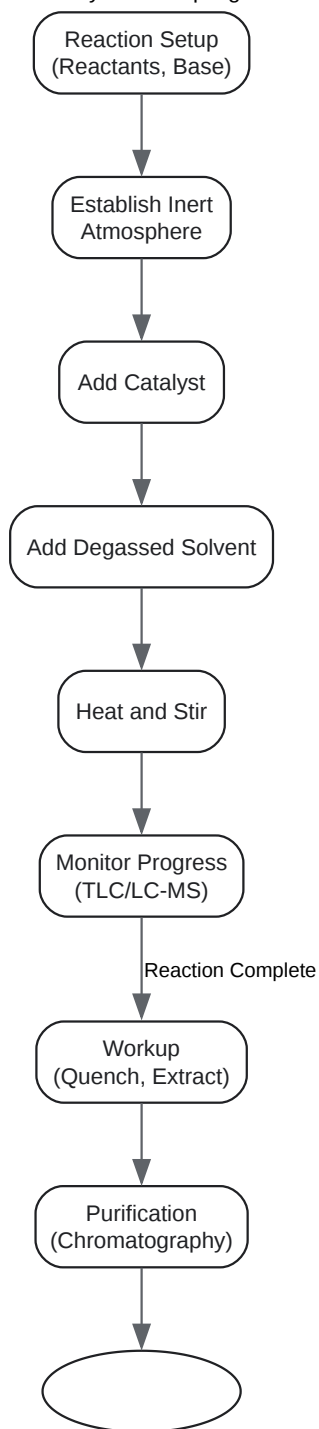 Reaction Setup
(Reactants, Base)
Establish Inert
Atmosphere
Add Catalyst
Add Degassed Solvent
Heat and Stir
Monitor Progress
(TLC/LC-MS)
Reaction Complete
Workup
(Quench, Extract)
Purification
(Chromatography)